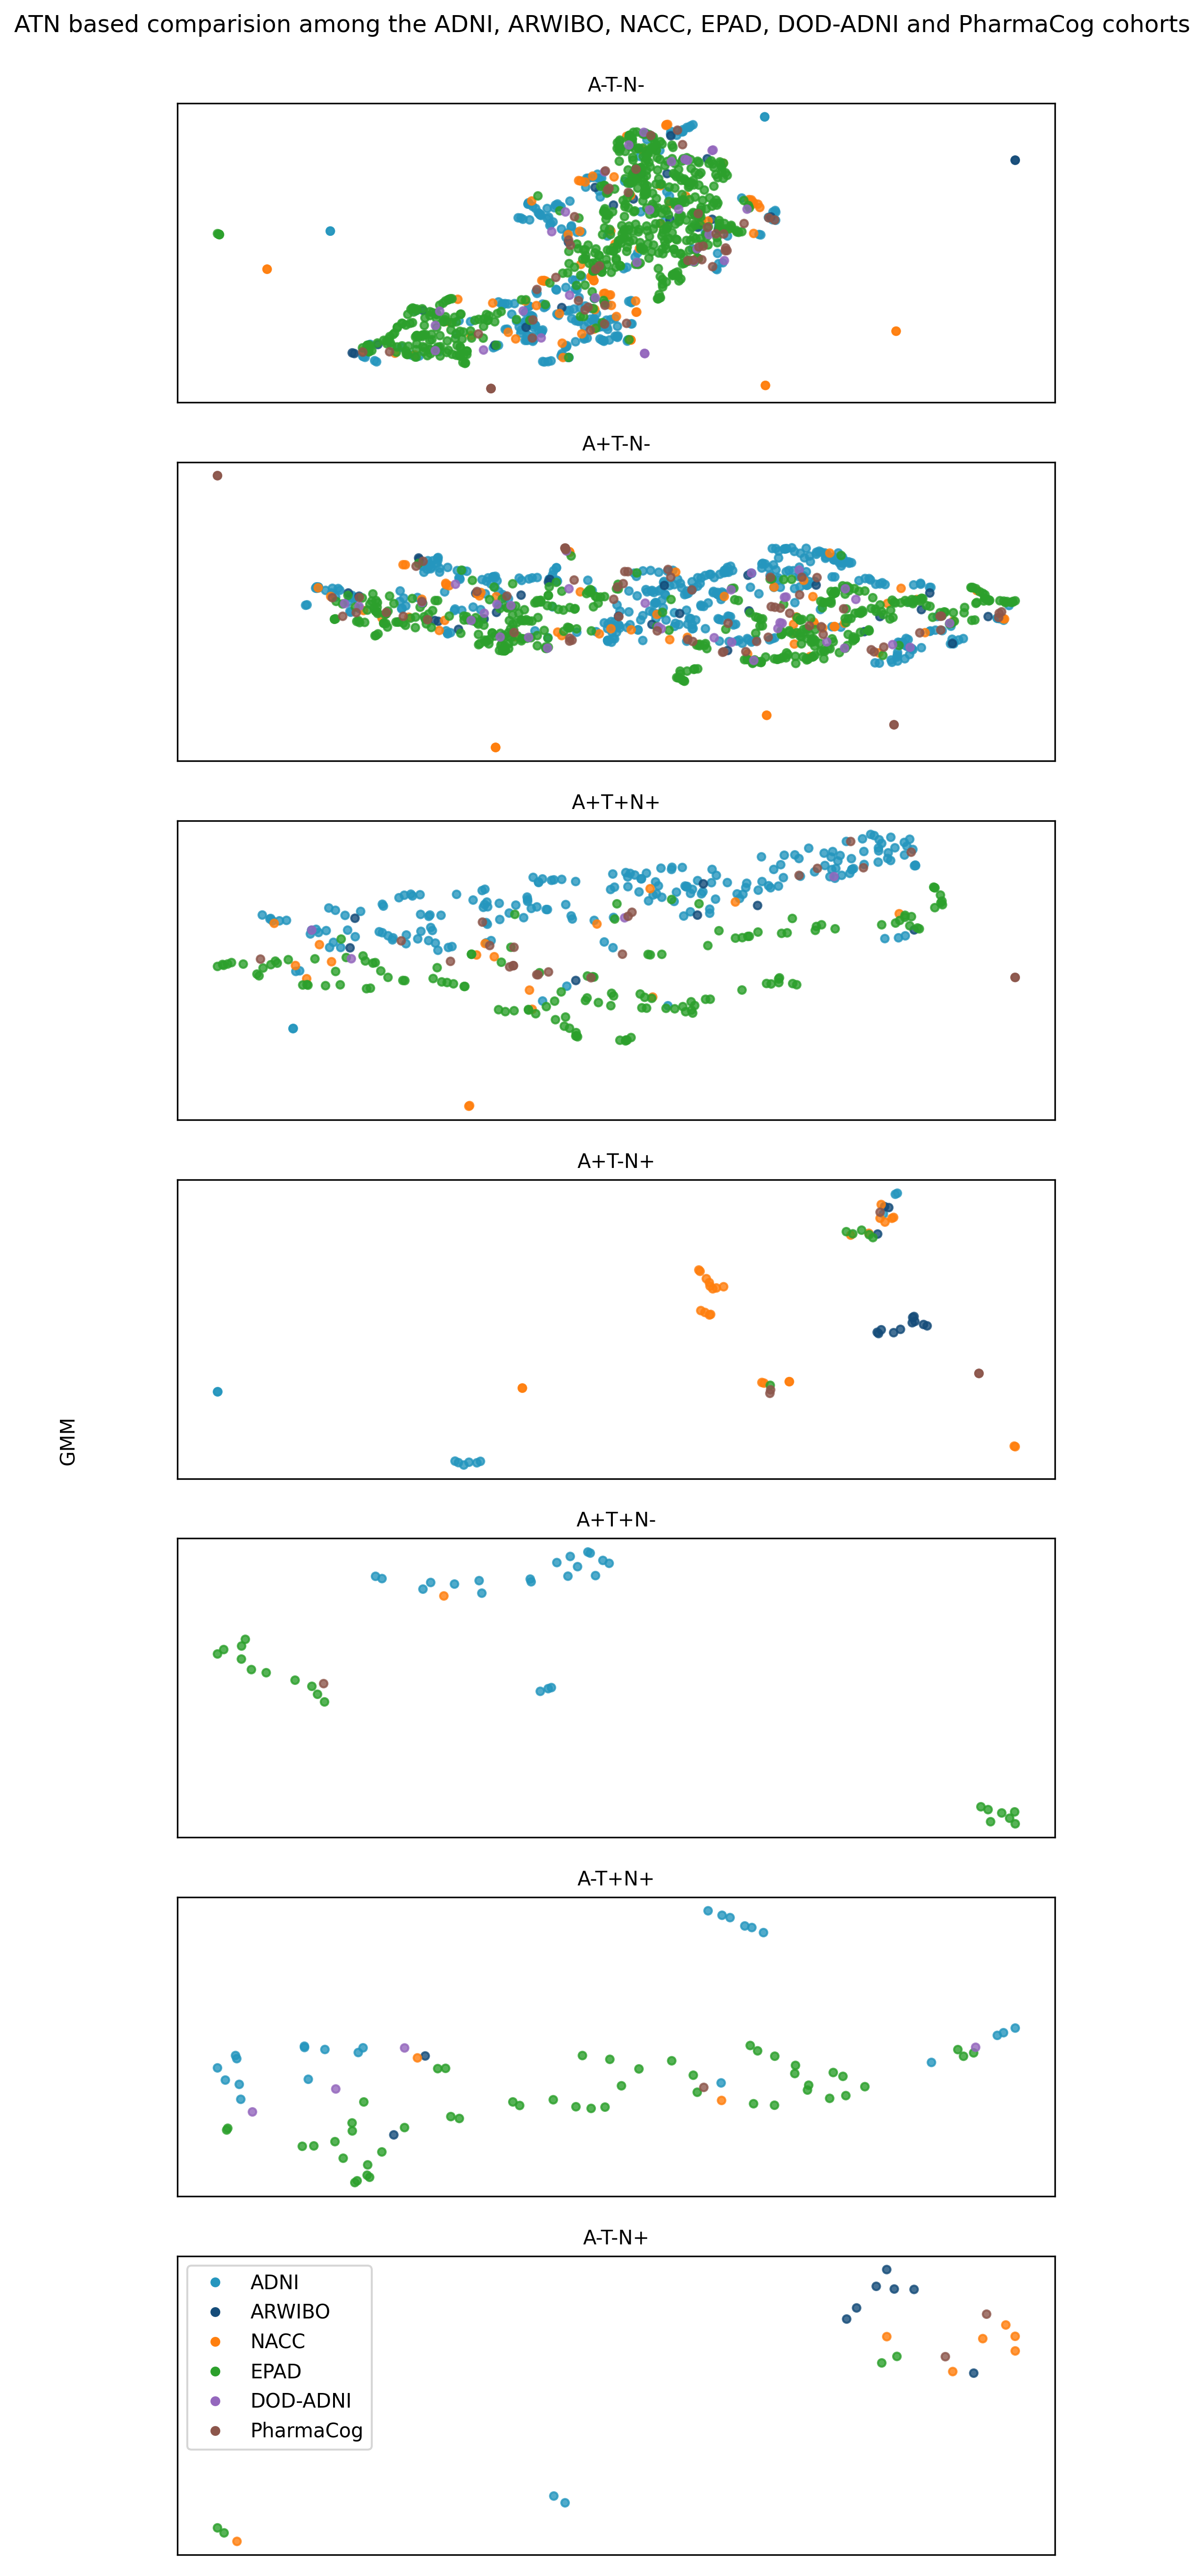 ATN based comparision among the ADNI, ARWIBO, NACC, EPAD, DOD-ADNI and PharmaCog cohorts
A-T-N-
A+T-N-
A+T+N+
A+T-N+
GMM
A+T+N-
A-T+N+
A-T-N+
ADNI
ARWIBO
NACC
EPAD
DOD-ADNI
PharmaCog